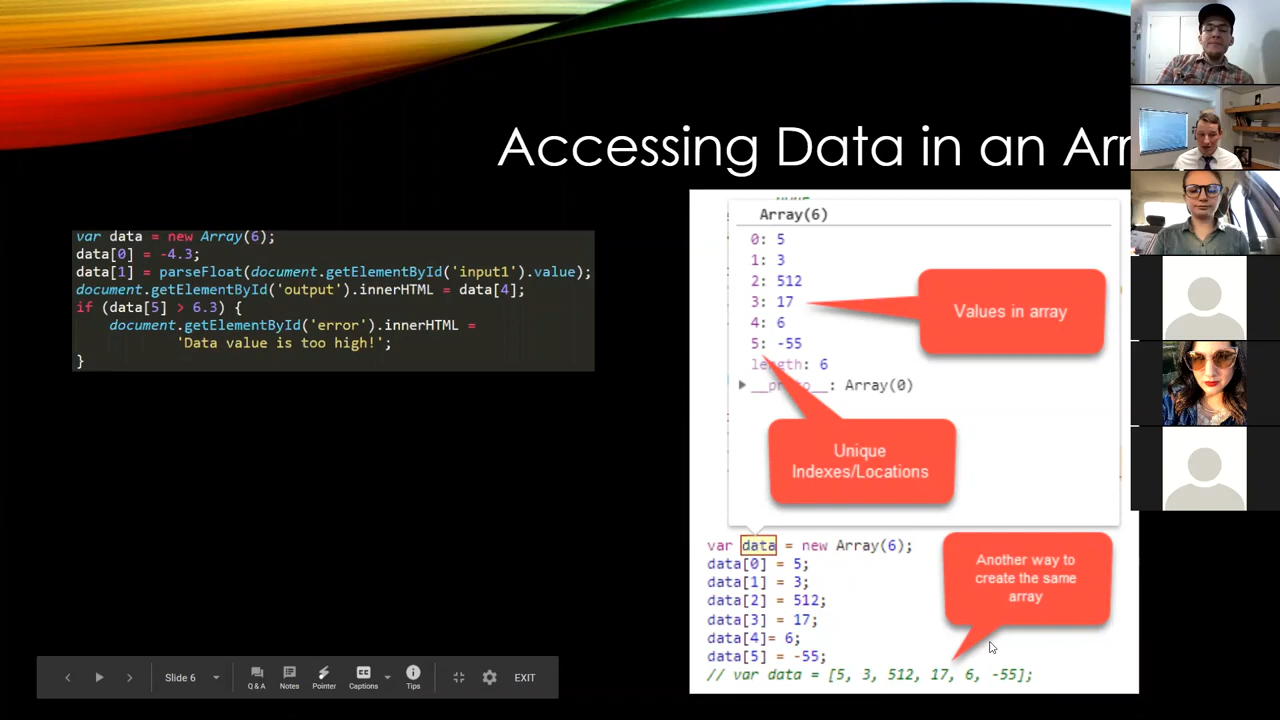 Accessing Data in an Arr
var data = new Array(6);
data[0] = -4.3;
data[1] = parseFloat(document.getElementById('input1').value);
document.getElementById('output').innerHTML = data[4];
if (data[5] > 6.3) {
document.getElementById('error').innerHTML =
'Data value is too high!';
}
Array(6)
0: 5
1: 3
2: 512
3: 17
4: 6
5: -55
length: 6
__proto__: Array(0)
Values in array
Unique
Indexes/Locations
var data = new Array(6);
data[0] = 5;
data[1] = 3;
data[2] = 512;
data[3] = 17;
data[4]= 6;
data[5] = -55;
// var data = [5, 3, 512, 17, 6, -55];
Another way to
create the same
array
Slide 6
Q & A
Notes
Pointer
Captions
Tips
EXIT